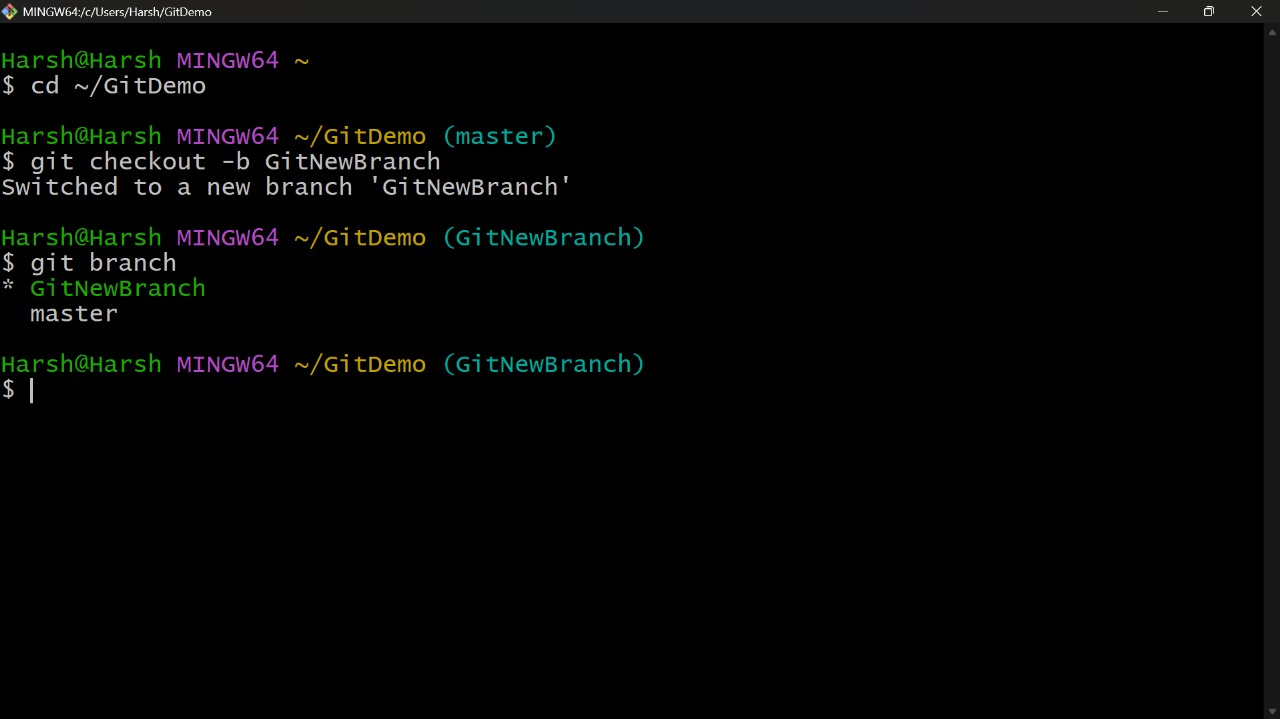 MINGW64:/c/Users/Harsh/GitDemo
Harsh@Harsh MINGW64 ~
$ cd ~/GitDemo
Harsh@Harsh MINGW64 ~/GitDemo (master)
$ git checkout -b GitNewBranch
Switched to a new branch 'GitNewBranch'
Harsh@Harsh MINGW64 ~/GitDemo (GitNewBranch)
$ git branch
* GitNewBranch
  master
Harsh@Harsh MINGW64 ~/GitDemo (GitNewBranch)
$